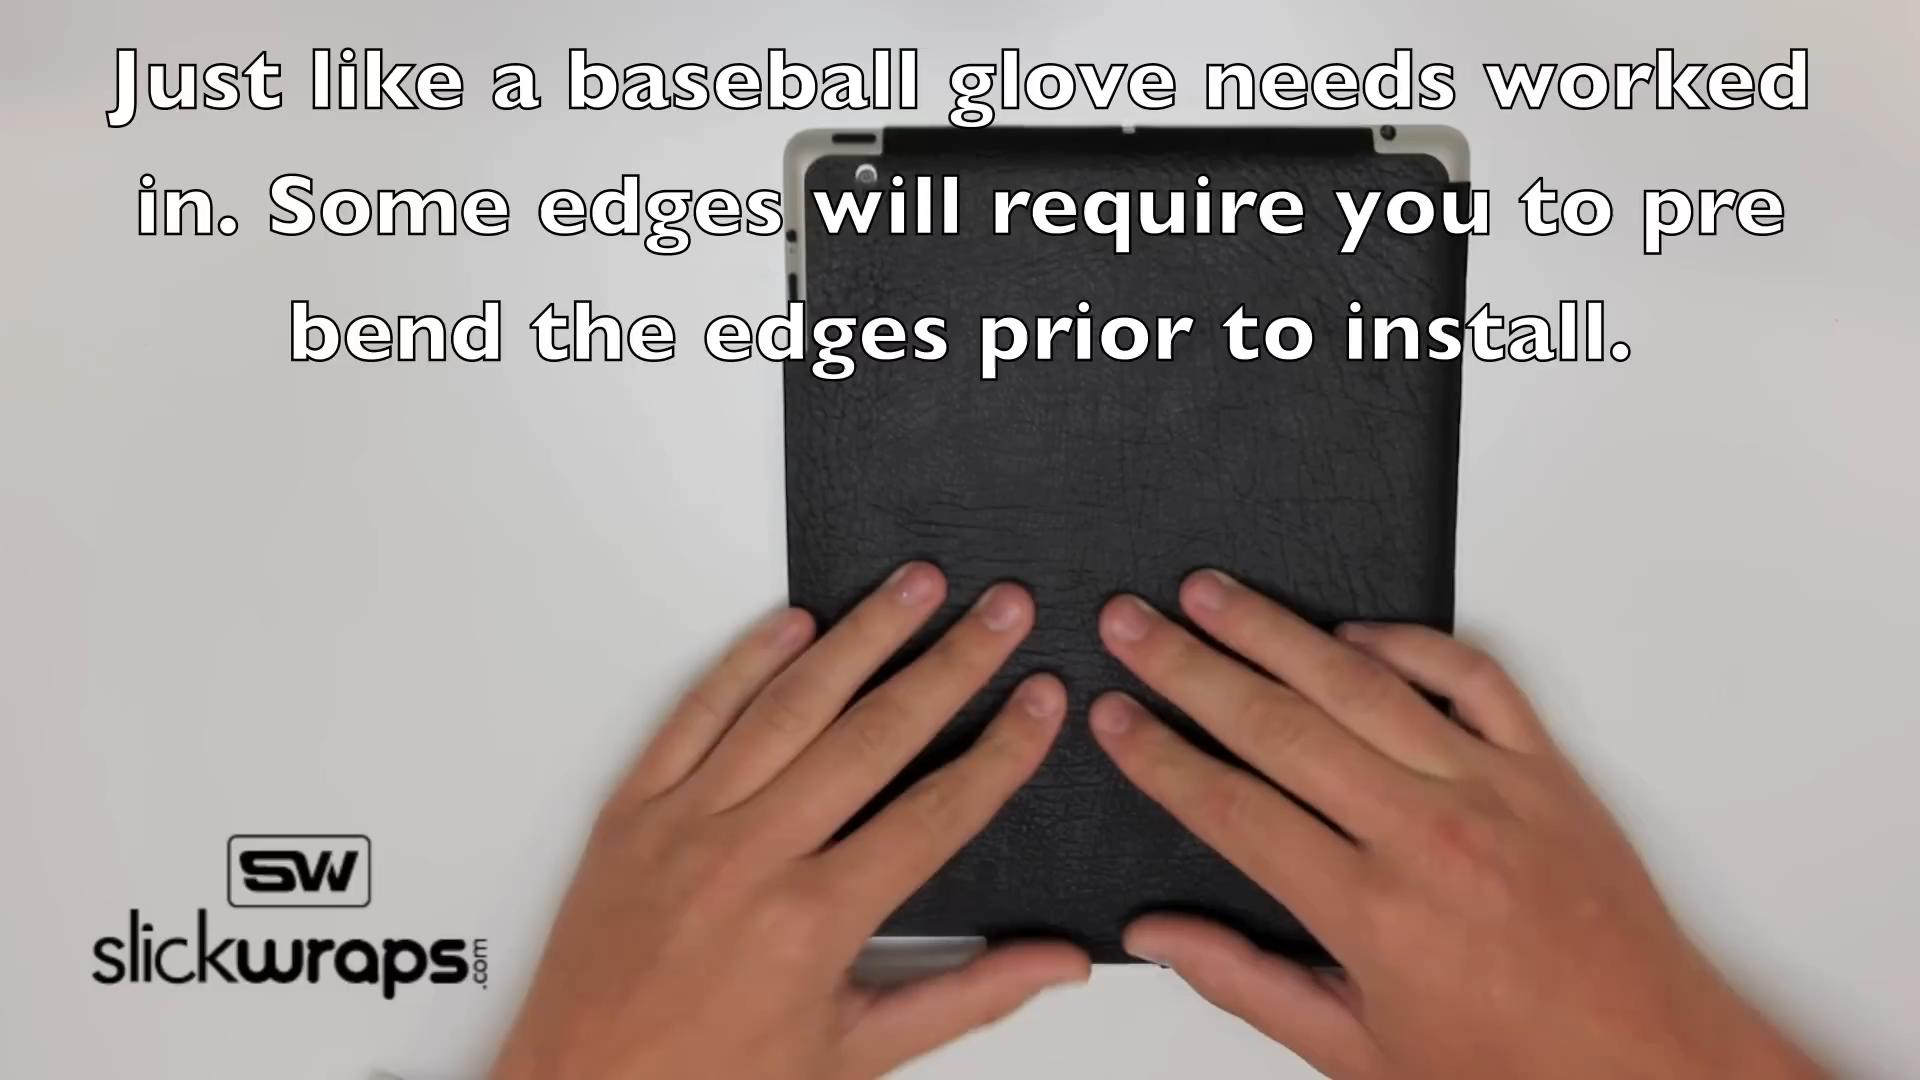 Just like a baseball glove needs worked
in. Some edges will require you to pre
bend the edges prior to install.
SW
slickwraps.com